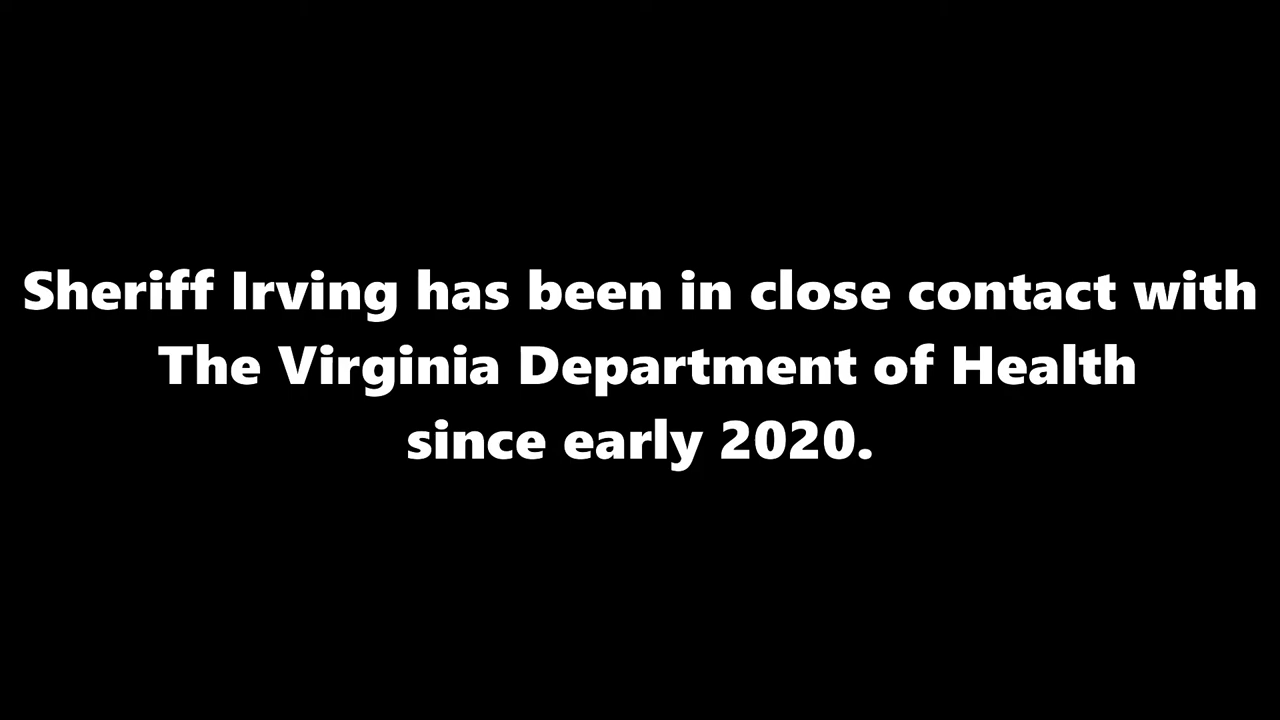 Sheriff Irving has been in close contact with
The Virginia Department of Health
since early 2020.